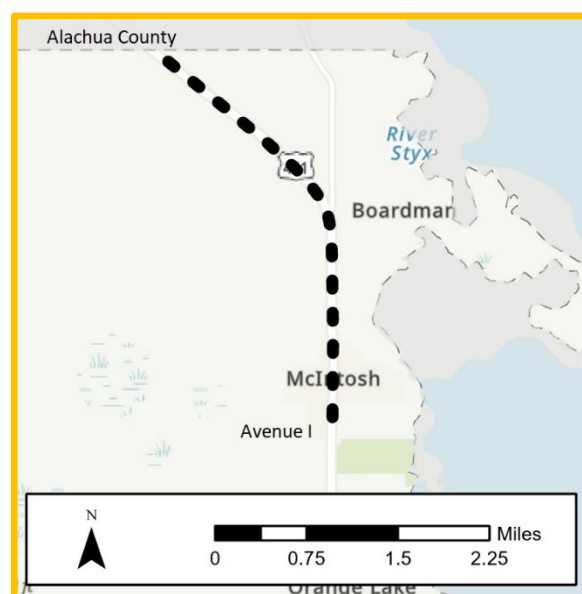 Alachua County
River
Styx
Boardman
McIntosh
Avenue I
N
Miles
0 0.75 1.5 2.25
Orange Lake